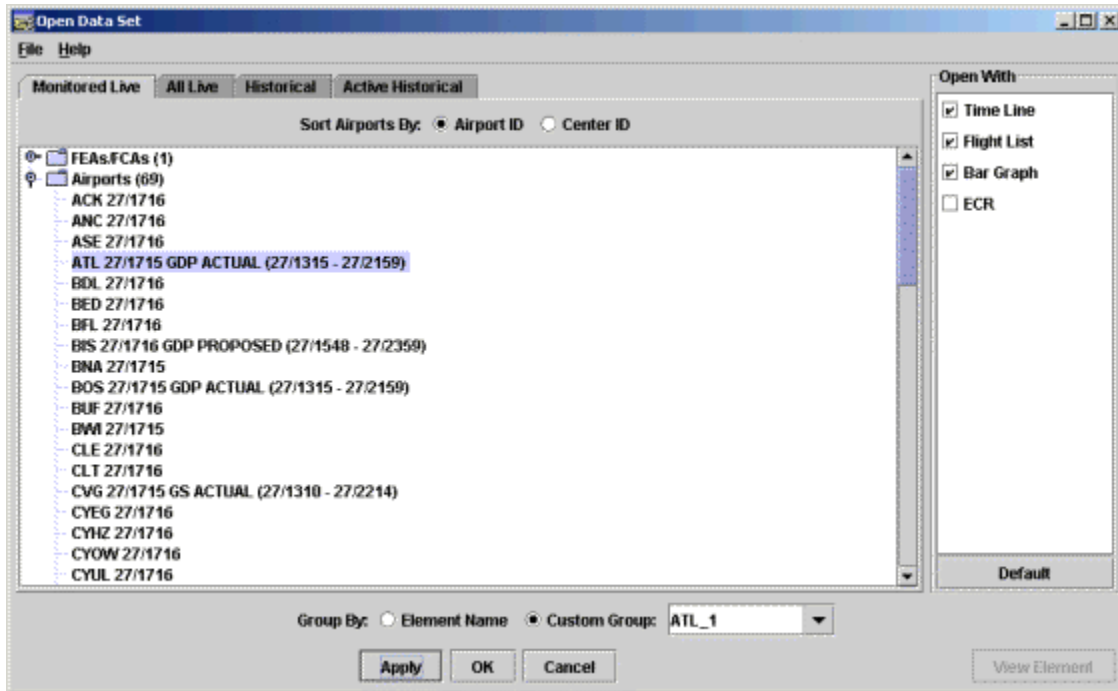 Open Data Set
File Help
Monitored Live All Live Historical Active Historical
Sort Airports By: Airport ID Center ID
FEAs/FCAs (1)
Airports (69)
ACK 27/1716
ANC 27/1716
ASE 27/1716
ATL 27/1715 GDP ACTUAL (27/1315 - 27/2159)
BDL 27/1716
BED 27/1716
BFL 27/1716
BIS 27/1716 GDP PROPOSED (27/1548 - 27/2359)
BNA 27/1715
BOS 27/1715 GDP ACTUAL (27/1315 - 27/2159)
BUF 27/1716
BWI 27/1715
CLE 27/1716
CLT 27/1716
CVG 27/1715 GS ACTUAL (27/1310 - 27/2214)
CYEG 27/1716
CYHZ 27/1716
CYOW 27/1716
CYUL 27/1716
Open With
Time Line
Flight List
Bar Graph
ECR
Default
Group By: Element Name Custom Group: ATL_1
Apply OK Cancel View Element